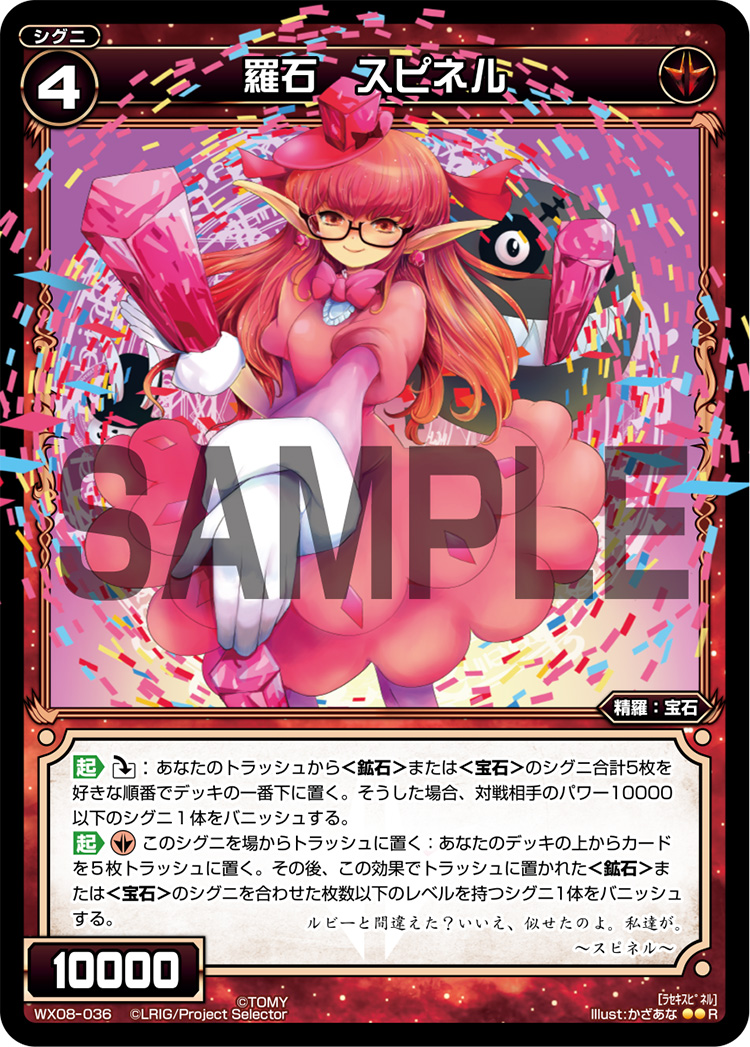 シグニ
4
羅石　スピネル
SAMPLE
精羅：宝石
起 ：あなたのトラッシュから<鉱石>または<宝石>のシグニ合計5枚を
好きな順番でデッキの一番下に置く。そうした場合、対戦相手のパワー10000
以下のシグニ１体をバニッシュする。
起 このシグニを場からトラッシュに置く：あなたのデッキの上からカード
を５枚トラッシュに置く。その後、この効果でトラッシュに置かれた<鉱石>ま
たは<宝石>のシグニを合わせた枚数以下のレベルを持つシグニ1体をバニッシュ
する。
ルビーと間違えた？いいえ、似せたのよ。私達が。
～スピネル～
10000
WX08-036 ©LRIG/Project Selector
©TOMY
[ﾗｾｷｽﾋﾟﾈﾙ]
Illust:かざあな R